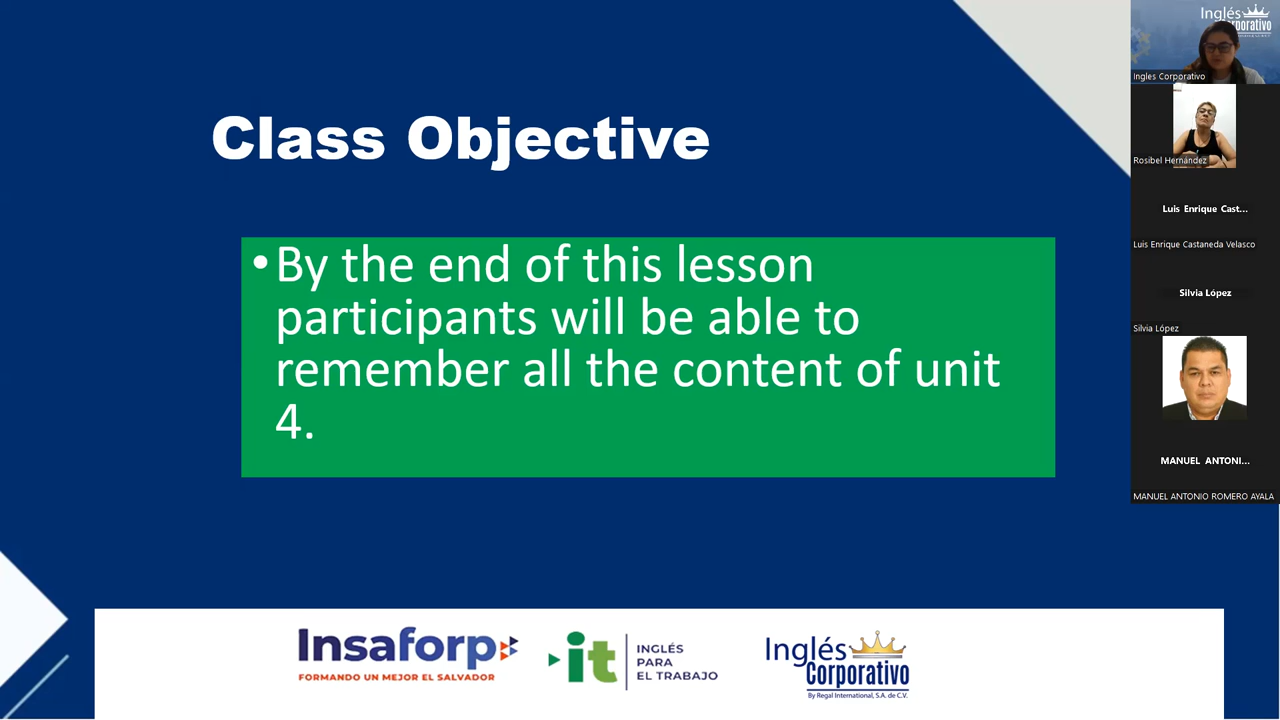 Class Objective
• By the end of this lesson
participants will be able to
remember all the content of unit
4.
Insaforp
FORMANDO UN MEJOR EL SALVADOR
it
INGLÉS
PARA
EL TRABAJO
Inglés
Corporativo
By Regal International, S.A. de C.V.
Inglés
Corporativo
Ingles Corporativo
Rosibel Hernández
Luis Enrique Cast...
Luis Enrique Castaneda Velasco
Silvia López
Silvia López
MANUEL ANTONI...
MANUEL ANTONIO ROMERO AYALA